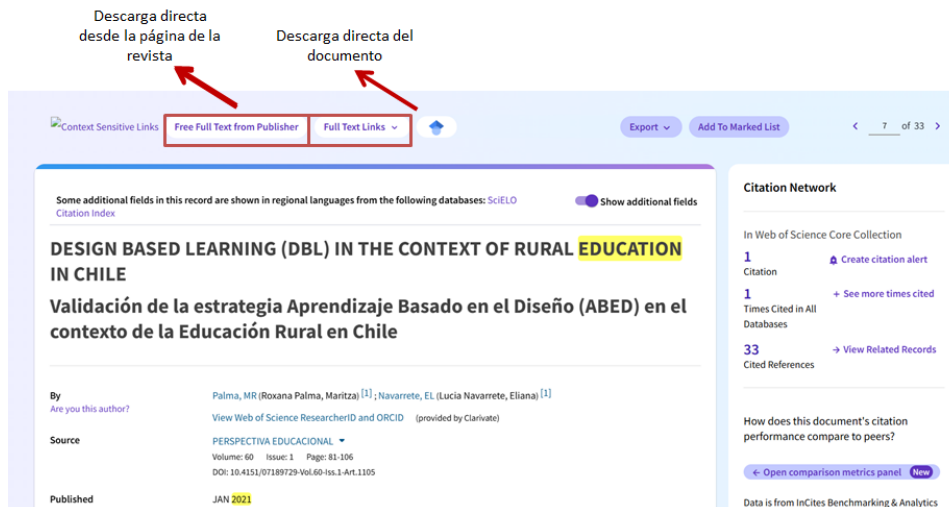 Descarga directa
desde la página de la
revista
Descarga directa del
documento
Context Sensitive Links
Free Full Text from Publisher
Full Text Links
Export
Add To Marked List
7 of 33
Some additional fields in this record are shown in regional languages from the following databases: SciELO
Citation Index
Show additional fields
DESIGN BASED LEARNING (DBL) IN THE CONTEXT OF RURAL EDUCATION
IN CHILE
Validación de la estrategia Aprendizaje Basado en el Diseño (ABED) en el
contexto de la Educación Rural en Chile
By
Are you this author?
Palma, MR (Roxana Palma, Maritza) [1] ; Navarrete, EL (Lucia Navarrete, Eliana) [1]
View Web of Science ResearcherID and ORCID (provided by Clarivate)
Source
PERSPECTIVA EDUCACIONAL
Volume: 60 Issue: 1 Page: 81-106
DOI: 10.4151/07189729-Vol.60-Iss.1-Art.1105
Published
JAN 2021
Citation Network
In Web of Science Core Collection
1
Citation
Create citation alert
1
Times Cited in All
Databases
+ See more times cited
33
Cited References
→ View Related Records
How does this document's citation
performance compare to peers?
← Open comparison metrics panel New
Data is from InCites Benchmarking & Analytics